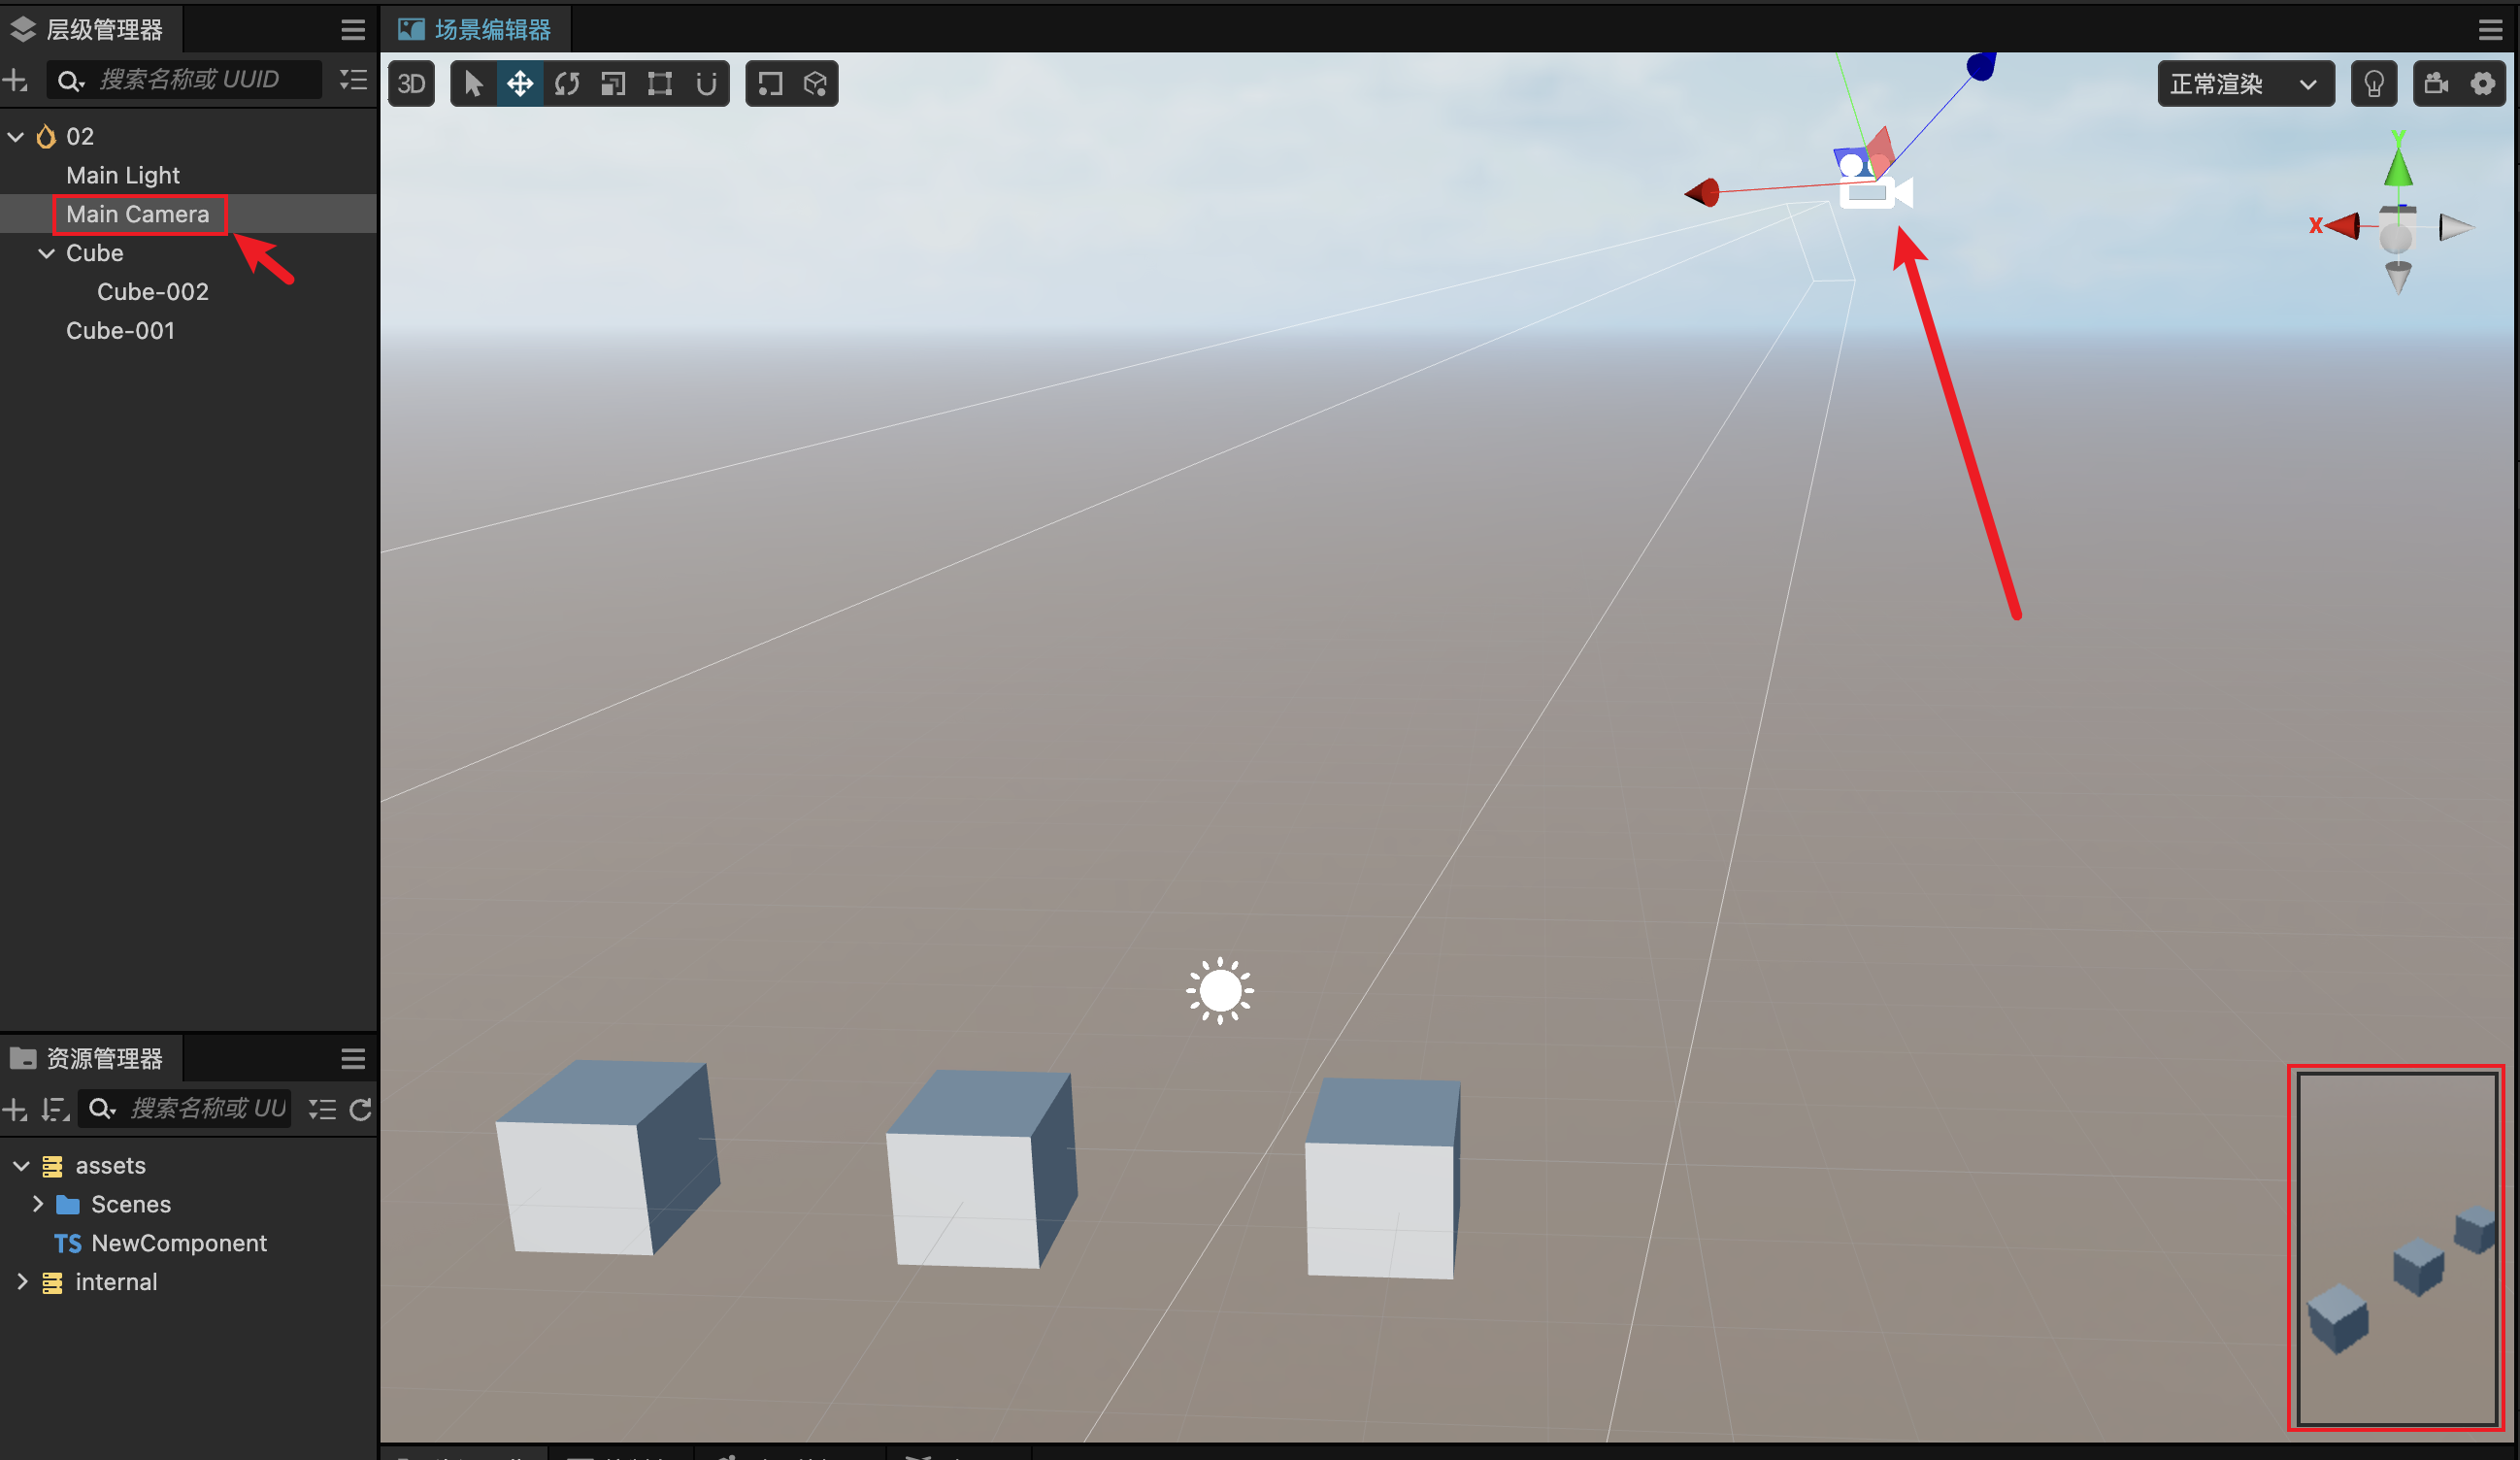 层级管理器
搜索名称或 UUID
02
Main Light
Main Camera
Cube
Cube-002
Cube-001
资源管理器
搜索名称或 UU
assets
Scenes
TS NewComponent
internal
场景编辑器
3D
正常渲染
Y
X